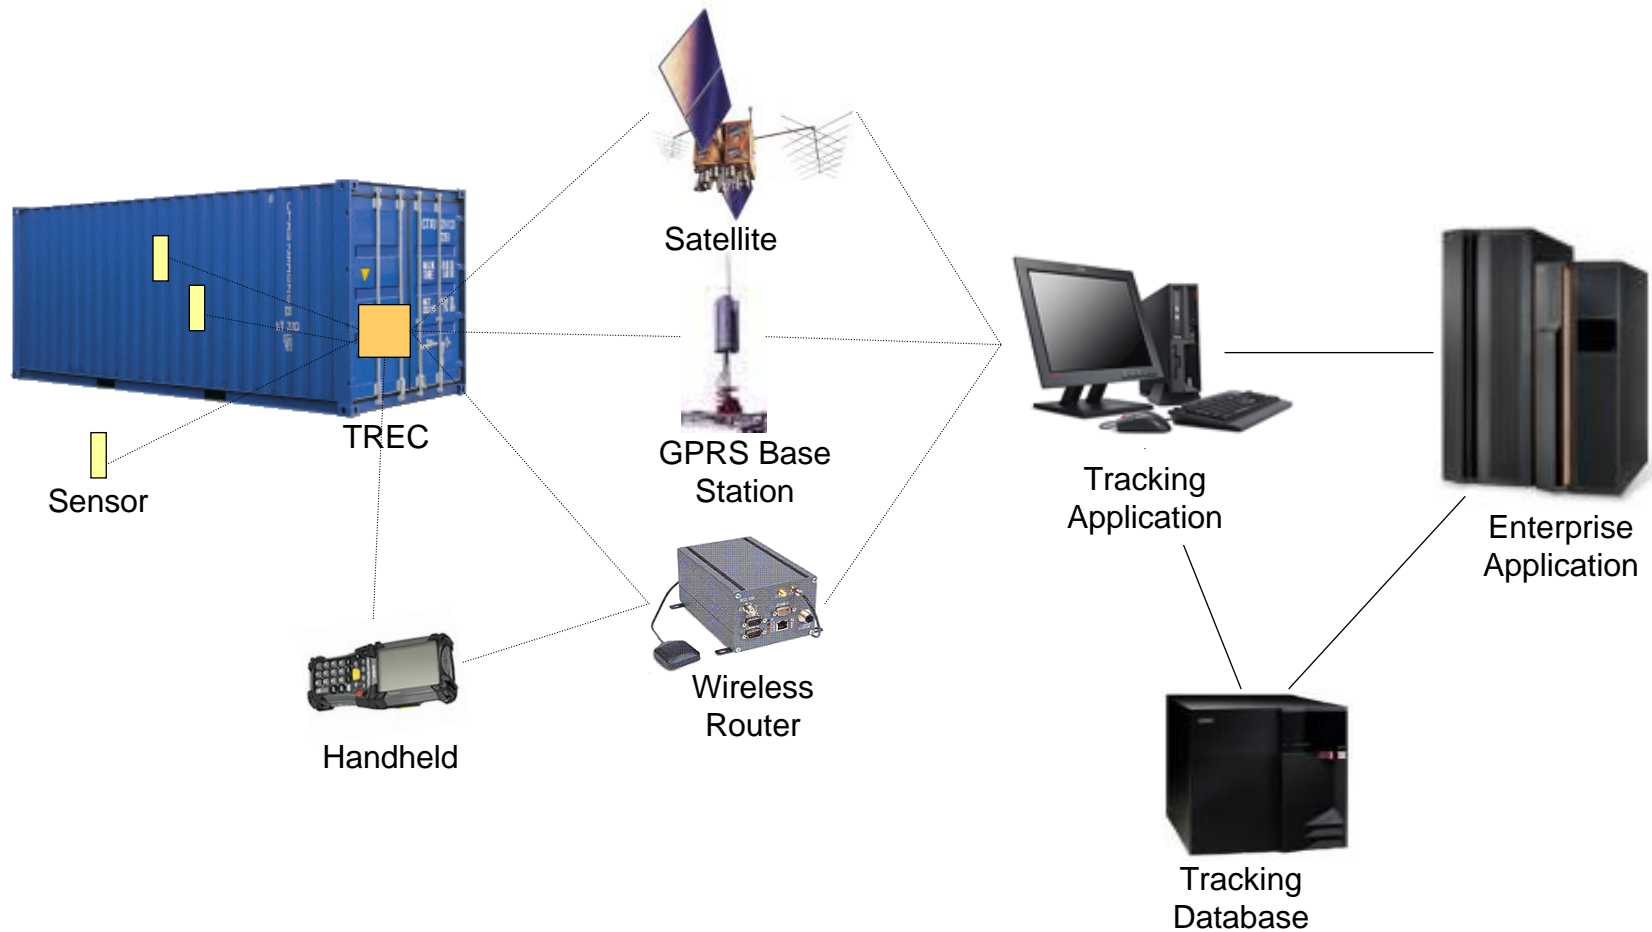 Satellite
TREC
GPRS Base
Station
Sensor
Tracking
Application
Enterprise
Application
Wireless
Router
Handheld
Tracking
Database